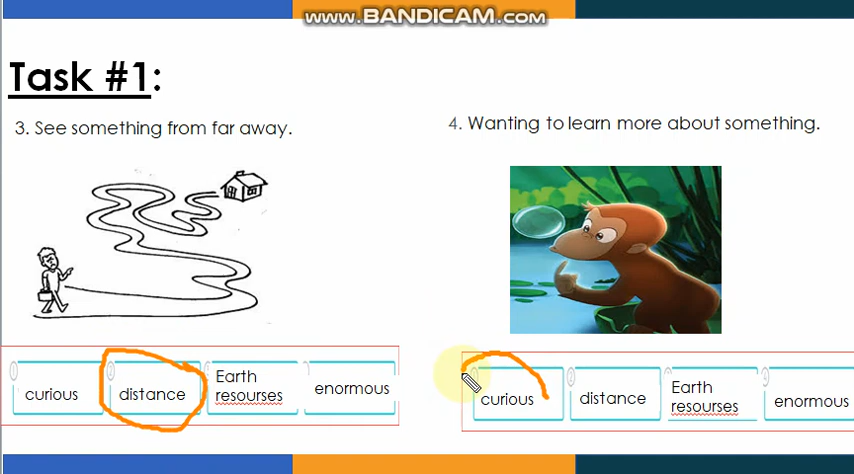 www.BANDICAM.com
Task #1:
3. See something from far away.
4. Wanting to learn more about something.
curious
distance
Earth
resourses
enormous
curious
distance
Earth
resourses
enormous